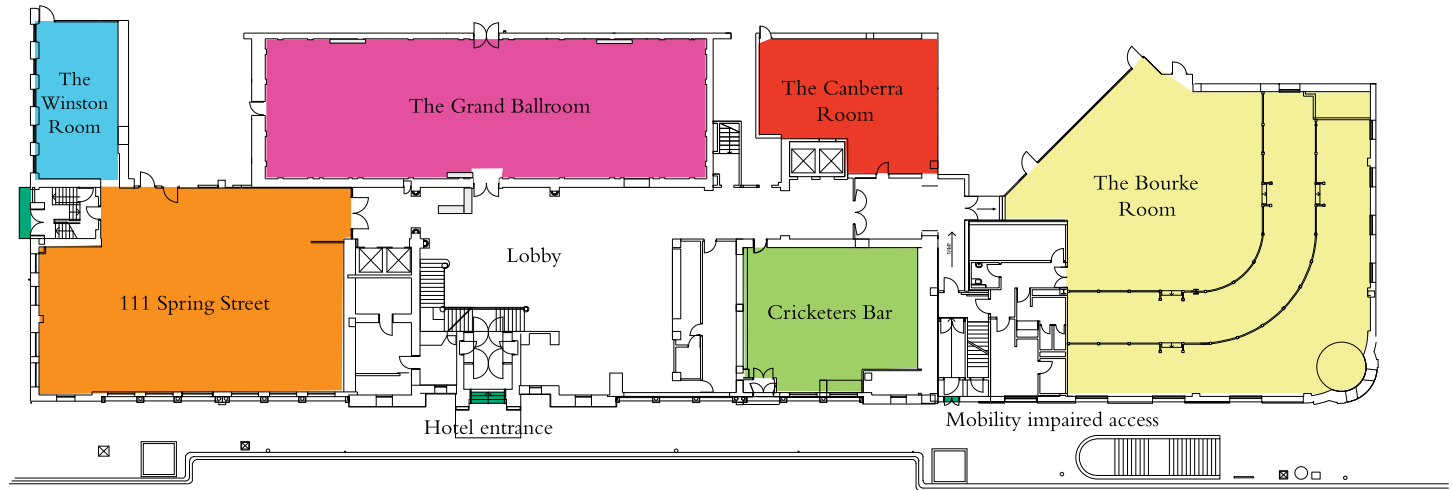 The
Winston
Room
The Grand Ballroom
The Canberra
Room
The Bourke
Room
Lobby
111 Spring Street
Cricketers Bar
Hotel entrance
Mobility impaired access